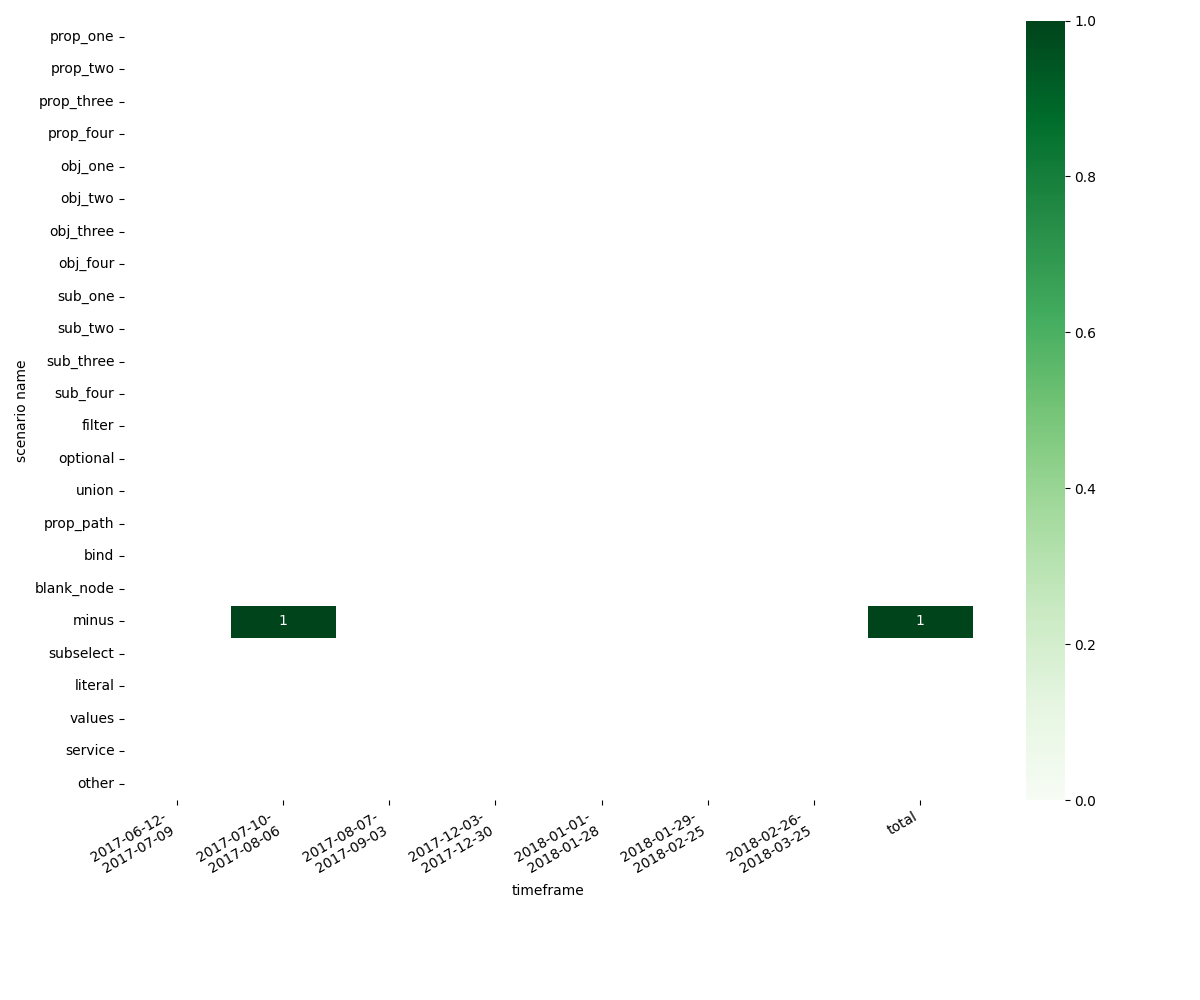 scenario name
prop_one
prop_two
prop_three
prop_four
obj_one
obj_two
obj_three
obj_four
sub_one
sub_two
sub_three
sub_four
filter
optional
union
prop_path
bind
blank_node
minus
subselect
literal
values
service
other
1
1
2017-06-12-
2017-07-09
2017-07-10-
2017-08-06
2017-08-07-
2017-09-03
2017-12-03-
2017-12-30
2018-01-01-
2018-01-28
2018-01-29-
2018-02-25
2018-02-26-
2018-03-25
total
timeframe
1.0
0.8
0.6
0.4
0.2
0.0